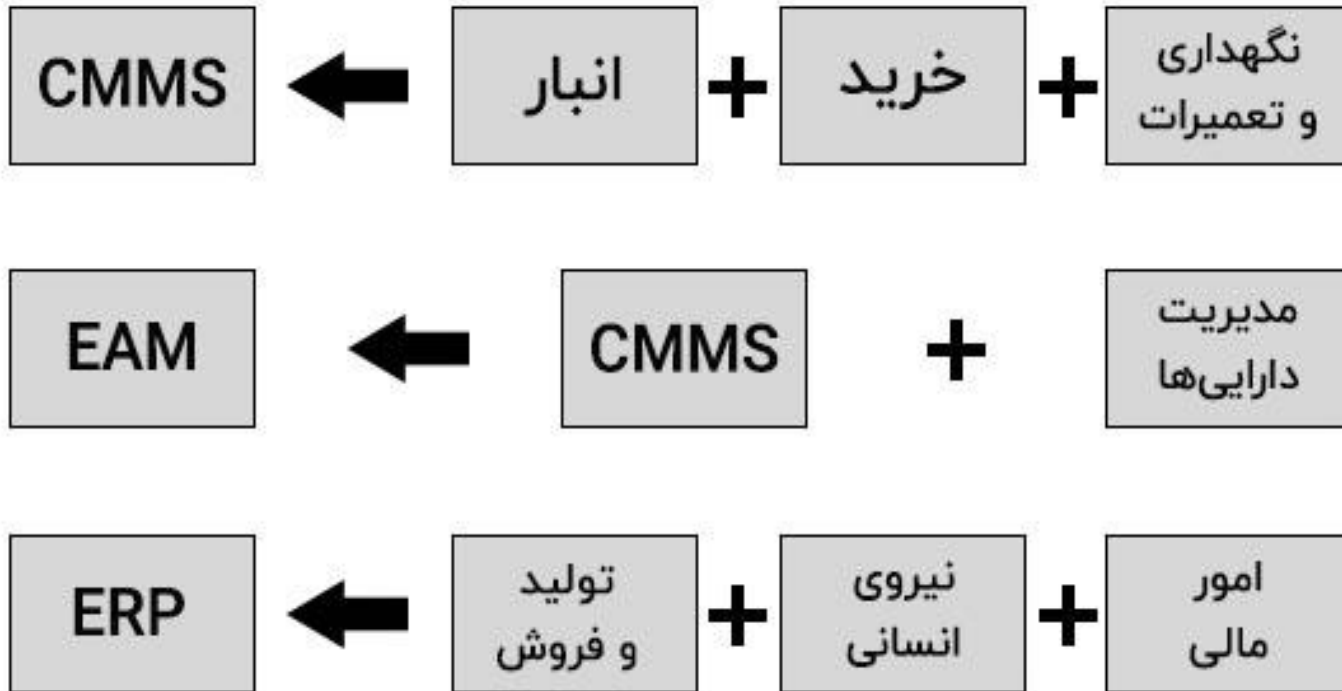 نگهداری
و تعمیرات
+
خرید
+
انبار
CMMS
مدیریت
دارایی‌ها
+
CMMS
EAM
امور
مالی
+
نیروی
انسانی
+
تولید
و فروش
ERP